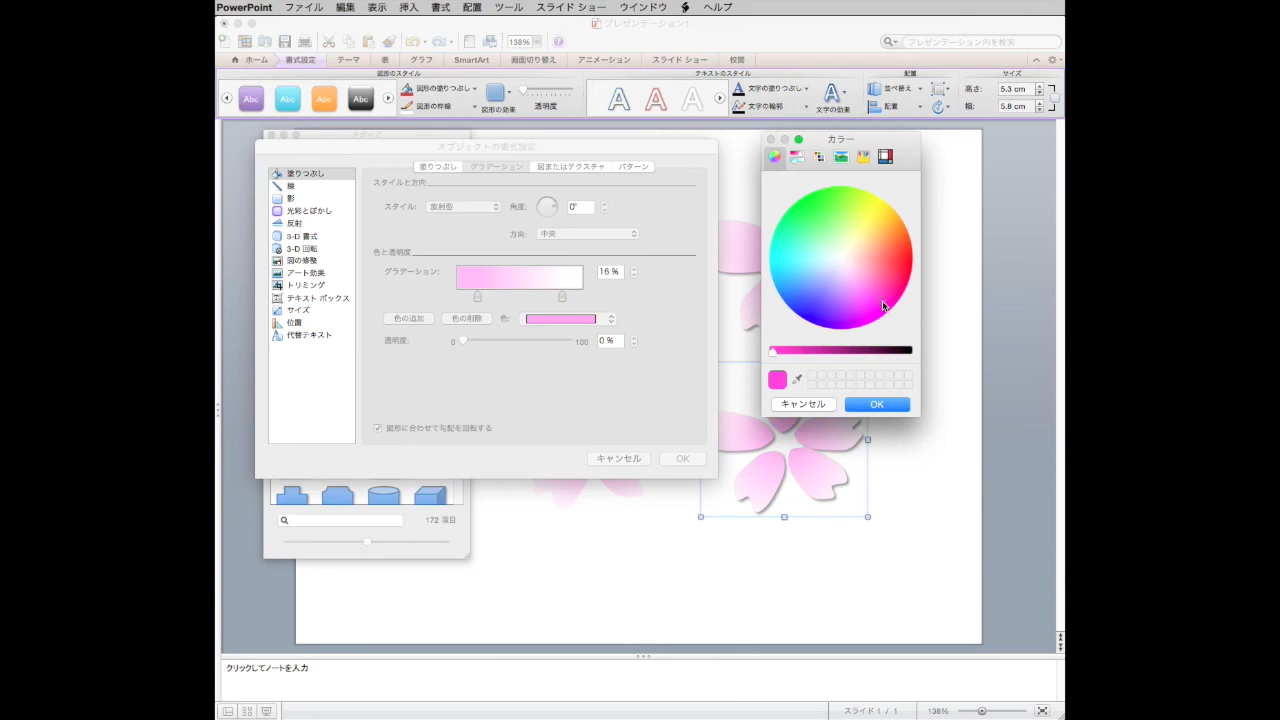 PowerPoint ファイル 編集 表示 挿入 書式 配置 ツール スライド ショー ウインドウ ヘルプ
プレゼンテーション1
138% プレゼンテーション内を検索
ホーム 書式設定 テーマ 表 グラフ SmartArt 画面切り替え アニメーション スライド ショー 校閲
図形のスタイル テキストのスタイル 配置 サイズ
Abc Abc Abc Abc 図形の塗りつぶし 図形の枠線 図形の効果 透明度 A A A 文字の塗りつぶし 文字の輪郭 文字の効果 並べ替え 配置 高さ: 5.3 cm 幅: 5.8 cm
メディア
オブジェクトの書式設定
塗りつぶし グラデーション 図またはテクスチャ パターン
塗りつぶし
線
影
光彩とぼかし
反射
3-D 書式
3-D 回転
図の修整
アート効果
トリミング
テキスト ボックス
サイズ
位置
代替テキスト
スタイルと方向
スタイル: 放射型 角度: 0°
方向: 中央
色と透明度
グラデーション: 16 %
色の追加 色の削除 色:
透明度: 0 100 0 %
図形に合わせて勾配を回転する
キャンセル OK
172 項目
カラー
キャンセル OK
クリックしてノートを入力
スライド 1 / 1 138%